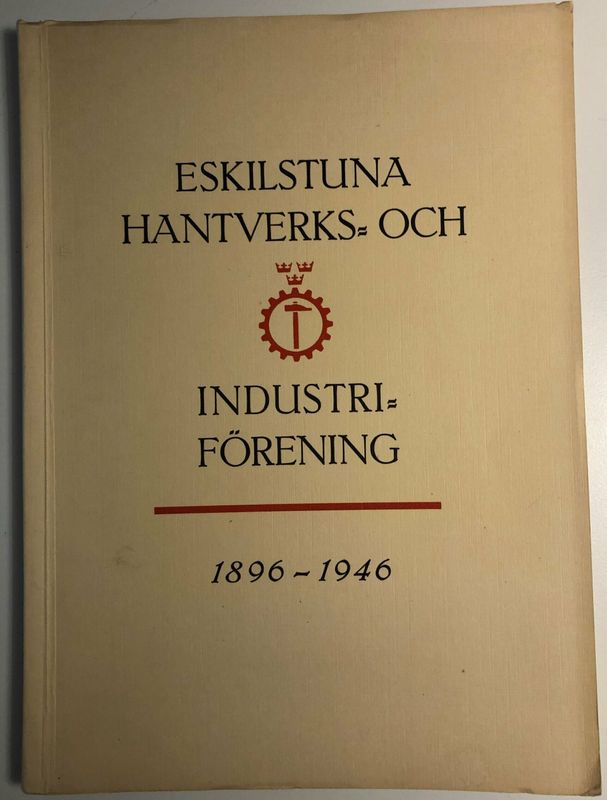 ESKILSTUNA
HANTVERKS- OCH
INDUSTRI-
FÖRENING
1896-1946